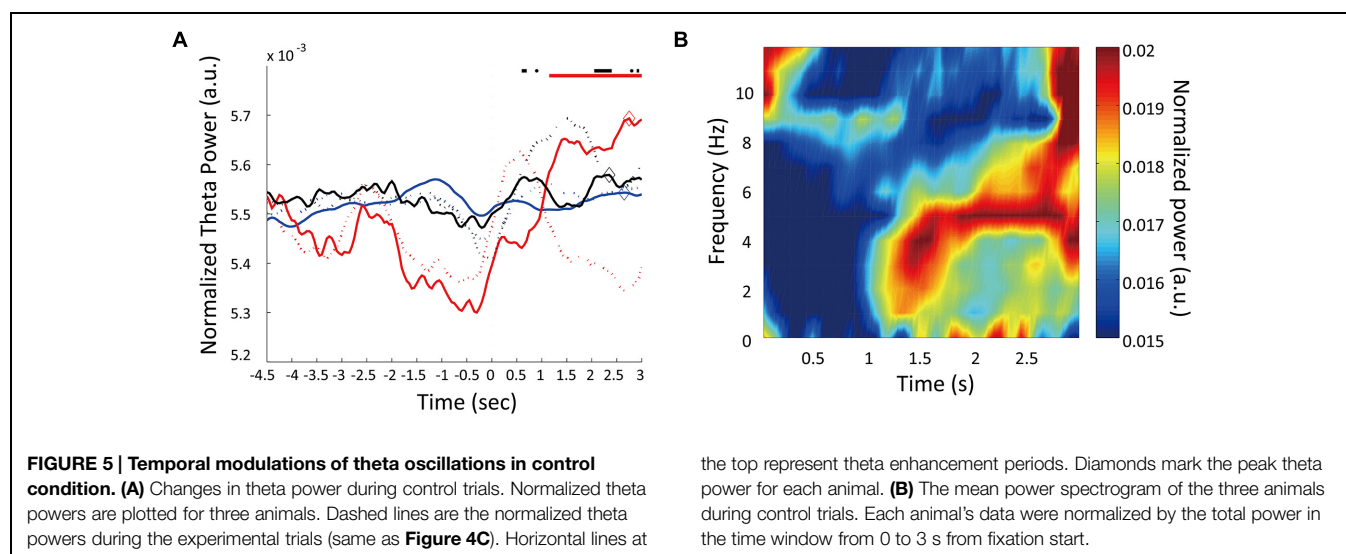 A
x 10⁻³
Normalized Theta Power (a.u.)
5.8
5.7
5.6
5.5
5.4
5.3
5.2
-4.5 -4 -3.5 -3 -2.5 -2 -1.5 -1 -0.5 0 0.5 1 1.5 2 2.5 3
Time (sec)
B
Frequency (Hz)
10
8
6
4
2
0
0.5 1 1.5 2 2.5
Time (s)
0.02
0.019
0.018
0.017
0.016
0.015
Normalized power (a.u.)
FIGURE 5 | Temporal modulations of theta oscillations in control
condition. (A) Changes in theta power during control trials. Normalized theta
powers are plotted for three animals. Dashed lines are the normalized theta
powers during the experimental trials (same as Figure 4C). Horizontal lines at
the top represent theta enhancement periods. Diamonds mark the peak theta
power for each animal. (B) The mean power spectrogram of the three animals
during control trials. Each animal's data were normalized by the total power in
the time window from 0 to 3 s from fixation start.